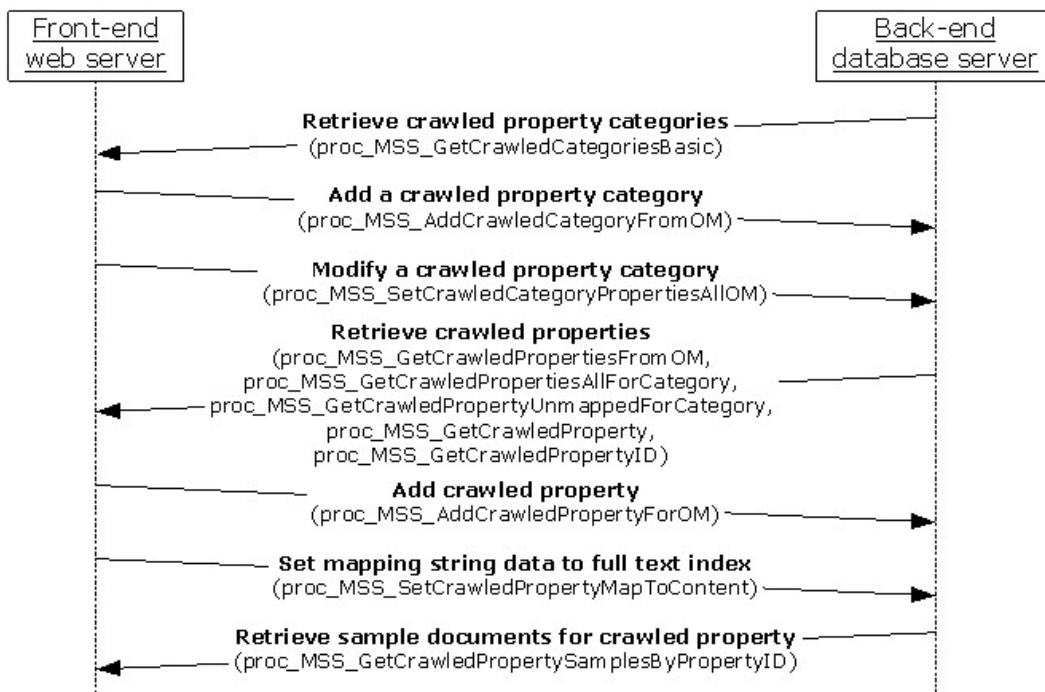 Front-end
web server
Back-end
database server
Retrieve crawled property categories
(proc_MSS_GetCrawledCategoriesBasic)
Add a crawled property category
(proc_MSS_AddCrawledCategoryFromOM)
Modify a crawled property category
(proc_MSS_SetCrawledCategoryPropertiesAllOM)
Retrieve crawled properties
(proc_MSS_GetCrawledPropertiesFromOM,
proc_MSS_GetCrawledPropertiesAllForCategory,
proc_MSS_GetCrawledPropertyUnmappedForCategory,
proc_MSS_GetCrawledProperty,
proc_MSS_GetCrawledPropertyID)
Add crawled property
(proc_MSS_AddCrawledPropertyForOM)
Set mapping string data to full text index
(proc_MSS_SetCrawledPropertyMapToContent)
Retrieve sample documents for crawled property
(proc_MSS_GetCrawledPropertySamplesByPropertyID)